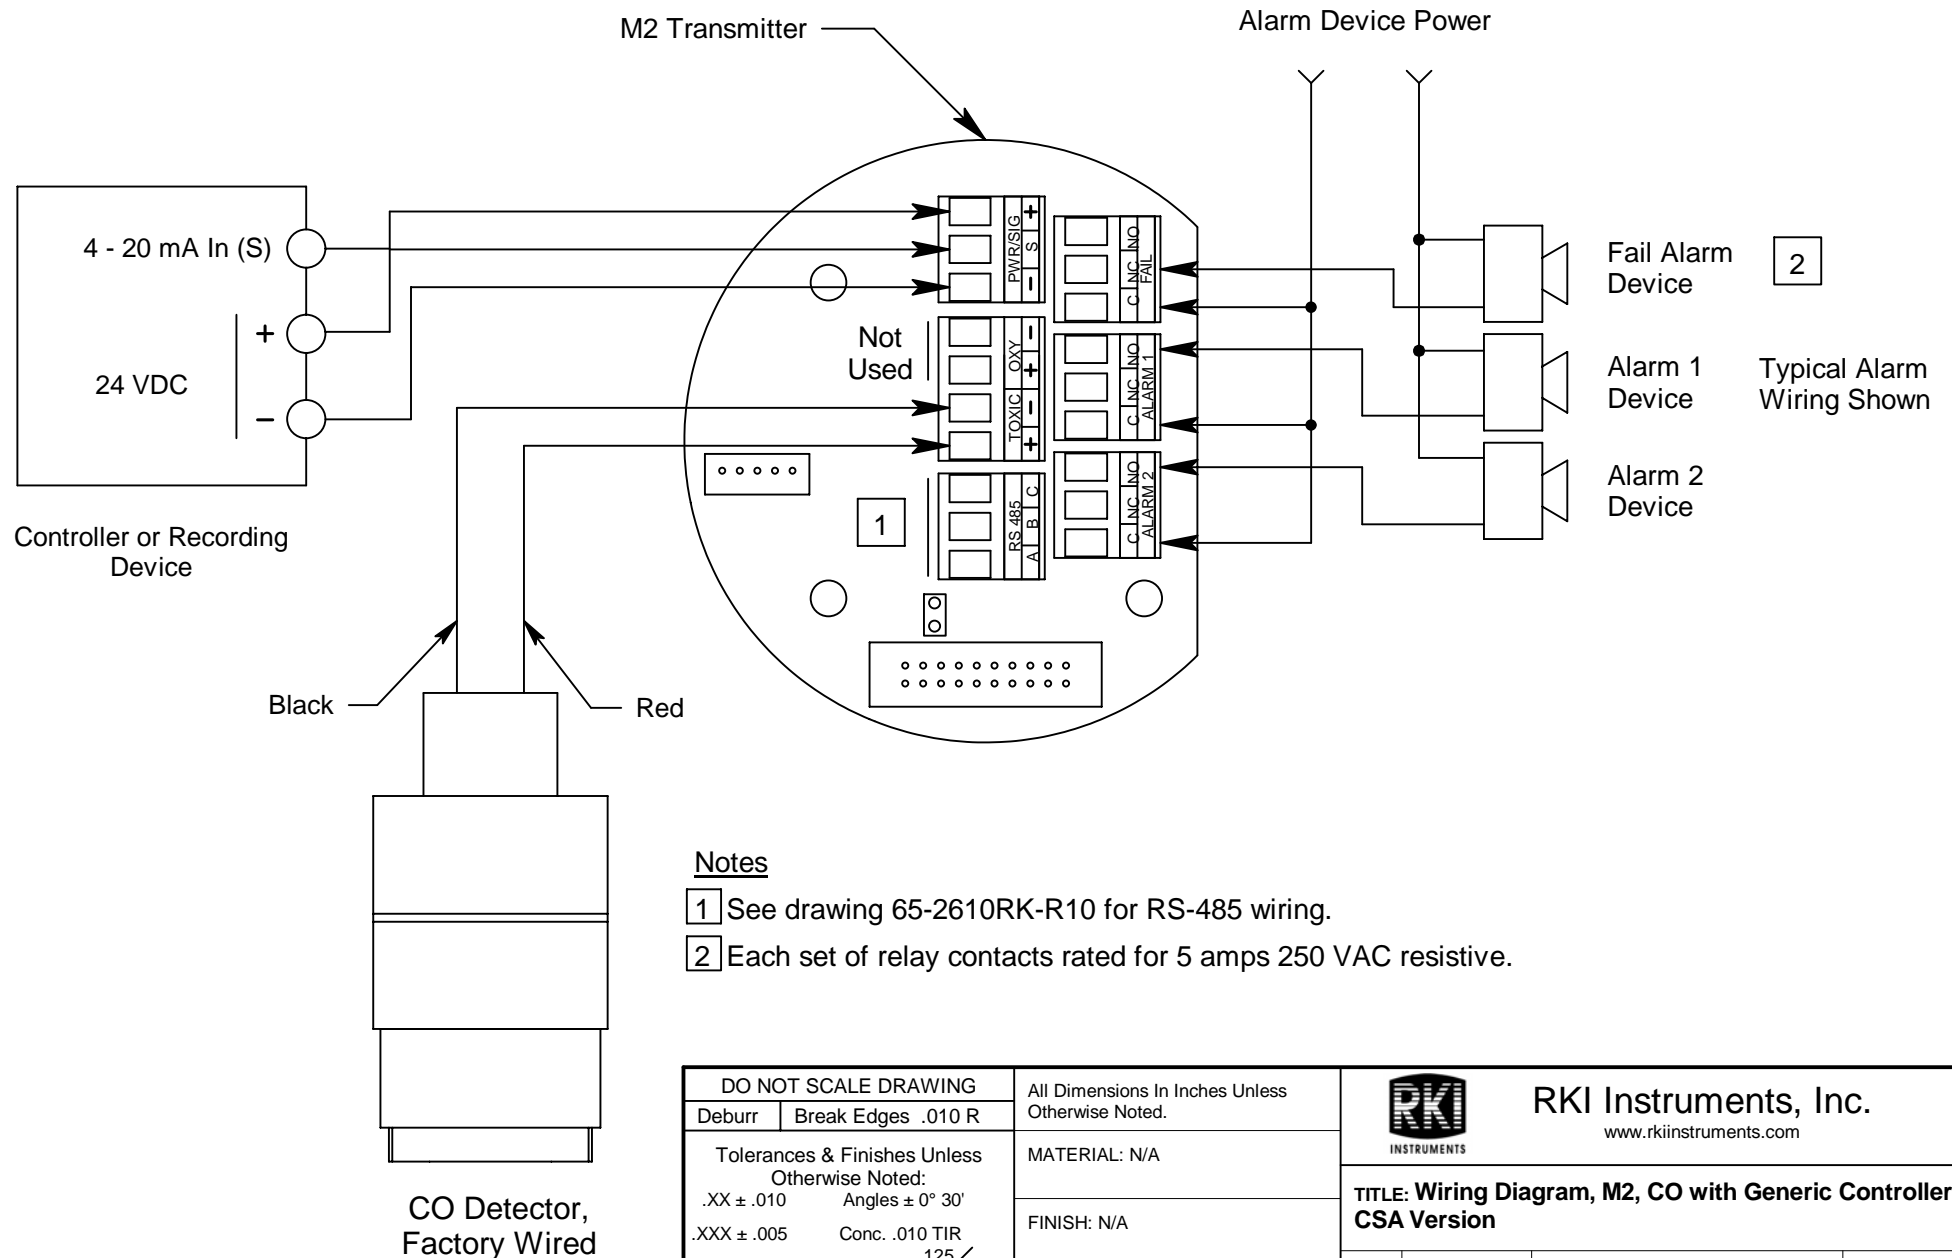 M2 Transmitter
Alarm Device Power
4 - 20 mA In (S)
+
24 VDC
−
Controller or Recording
Device
PWR/SIG
+
S
−
Not
Used
OXY
−
+
TOXIC
−
+
RS 485
C
B
A
1
FAIL
NO
NC
C
ALARM 1
NO
NC
C
ALARM 2
NO
NC
C
Fail Alarm
Device
2
Alarm 1
Device
Typical Alarm
Wiring Shown
Alarm 2
Device
Black
Red
CO Detector,
Factory Wired
Notes
1 See drawing 65-2610RK-R10 for RS-485 wiring.
2 Each set of relay contacts rated for 5 amps 250 VAC resistive.
DO NOT SCALE DRAWING
Deburr Break Edges .010 R
Tolerances & Finishes Unless
Otherwise Noted:
.XX ± .010 Angles ± 0° 30'
.XXX ± .005 Conc. .010 TIR
.125
All Dimensions In Inches Unless
Otherwise Noted.
MATERIAL: N/A
FINISH: N/A
RKI
INSTRUMENTS
RKI Instruments, Inc.
www.rkiinstruments.com
TITLE: Wiring Diagram, M2, CO with Generic Controller
CSA Version